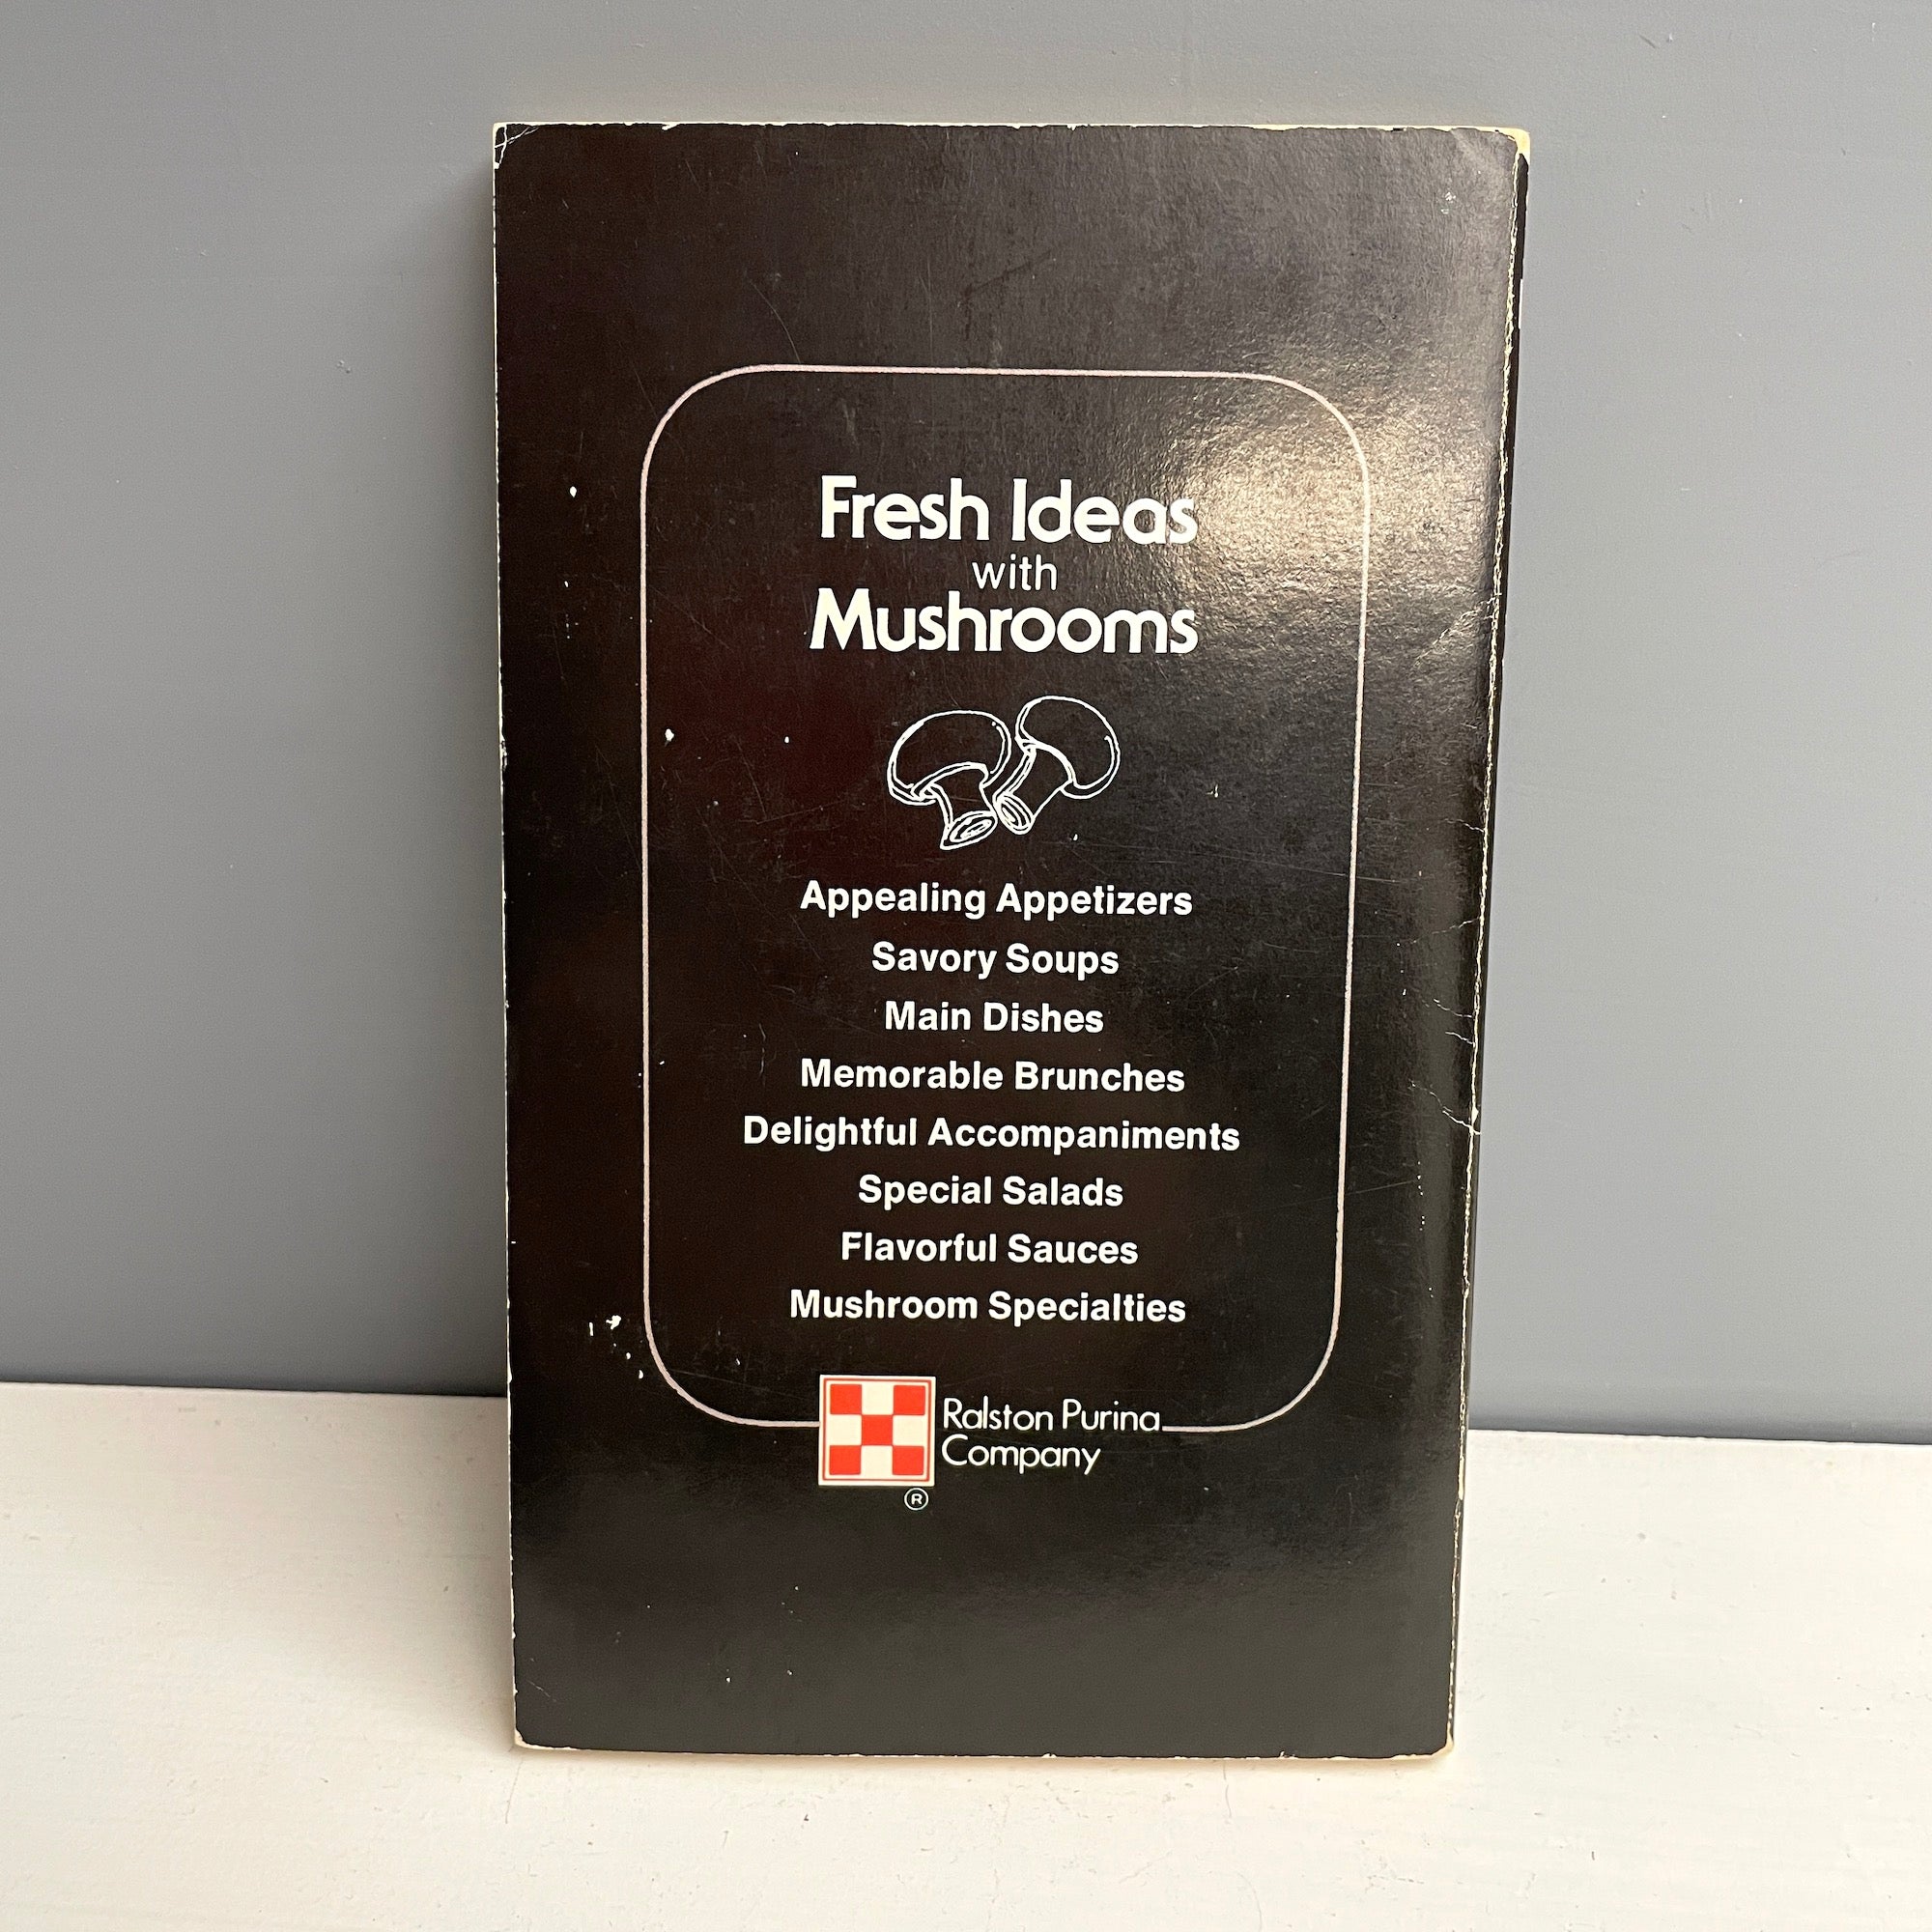 Fresh Ideas
with
Mushrooms
Appealing Appetizers
Savory Soups
Main Dishes
Memorable Brunches
Delightful Accompaniments
Special Salads
Flavorful Sauces
Mushroom Specialties
Ralston Purina
Company
®